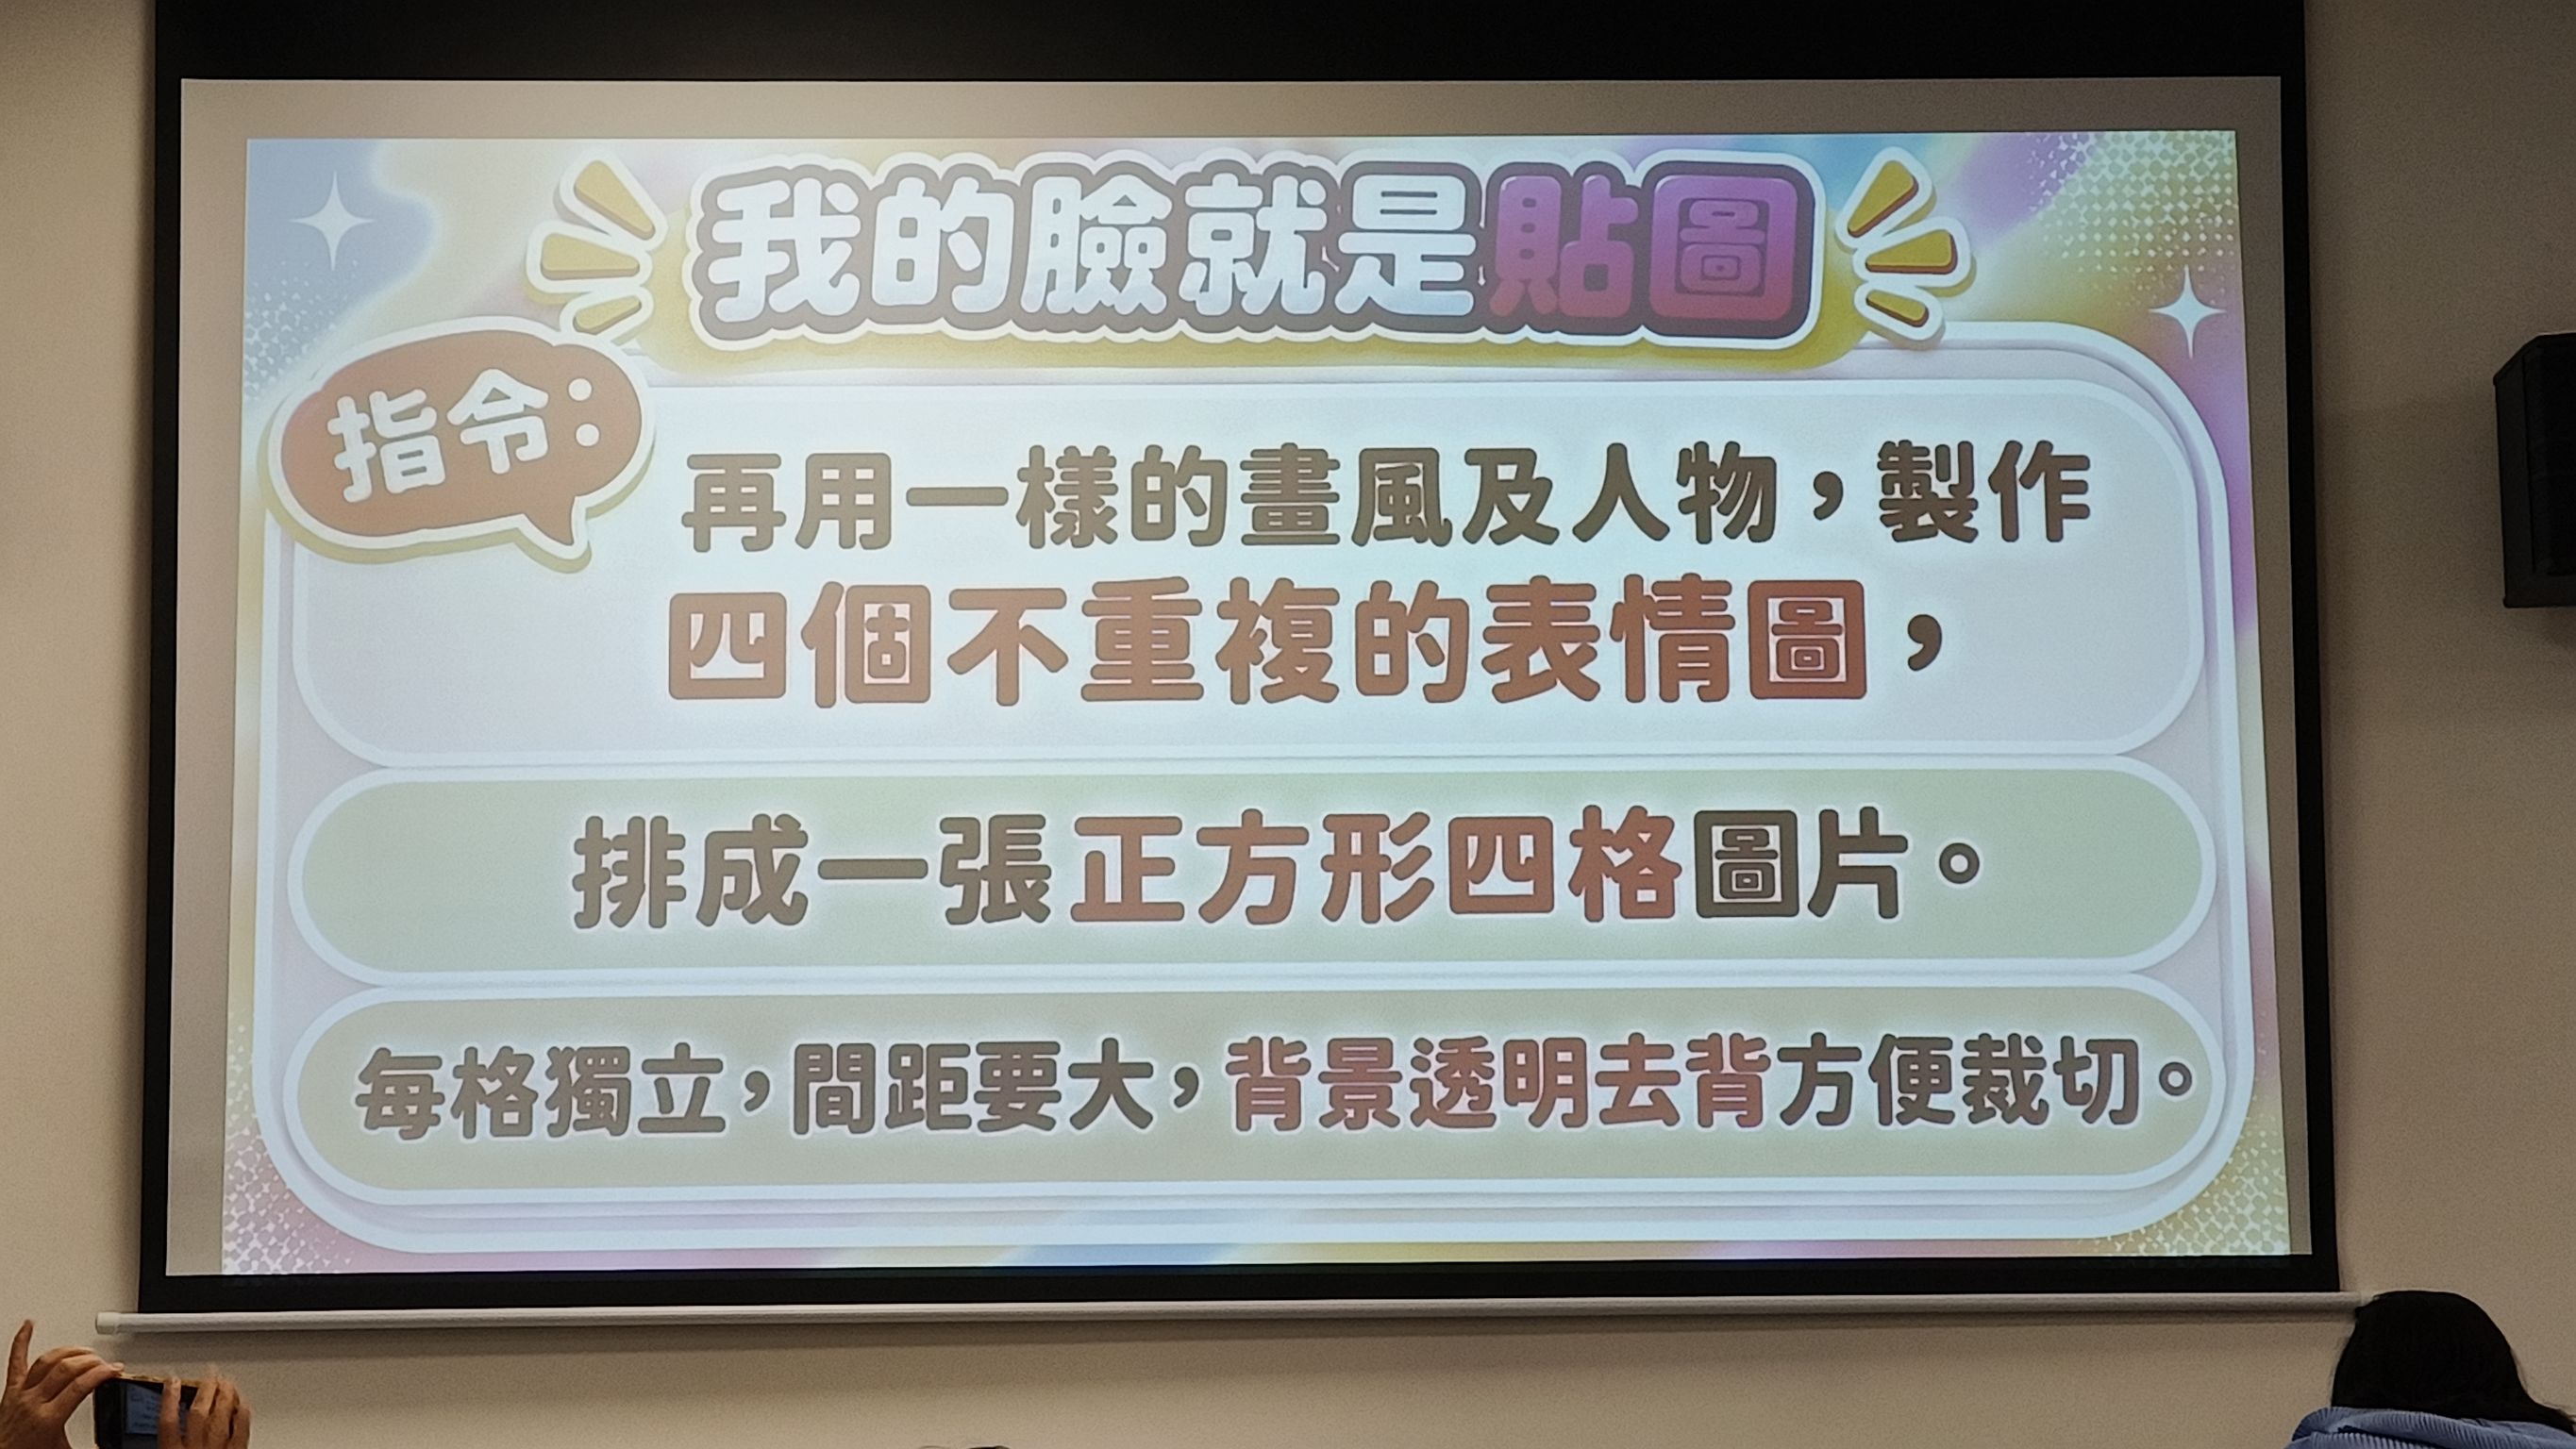 我的臉就是貼圖
指令：
再用一樣的畫風及人物，製作
四個不重複的表情圖，
排成一張正方形四格圖片。
每格獨立，間距要大，背景透明去背方便裁切。